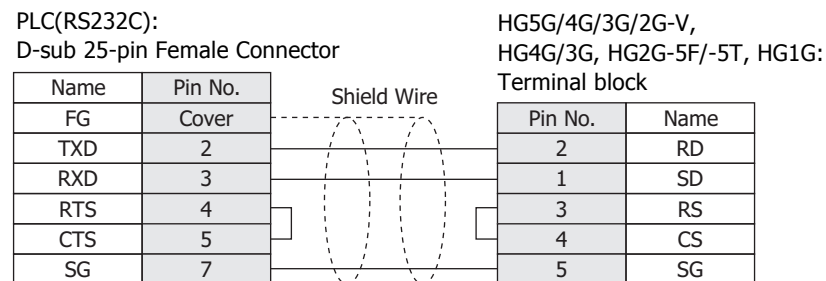 PLC(RS232C):
D-sub 25-pin Female Connector
HG5G/4G/3G/2G-V,
HG4G/3G, HG2G-5F/-5T, HG1G:
Terminal block
Name Pin No.
Shield Wire
FG Cover
Pin No. Name
TXD 2
2 RD
RXD 3
1 SD
RTS 4
3 RS
CTS 5
4 CS
SG 7
5 SG